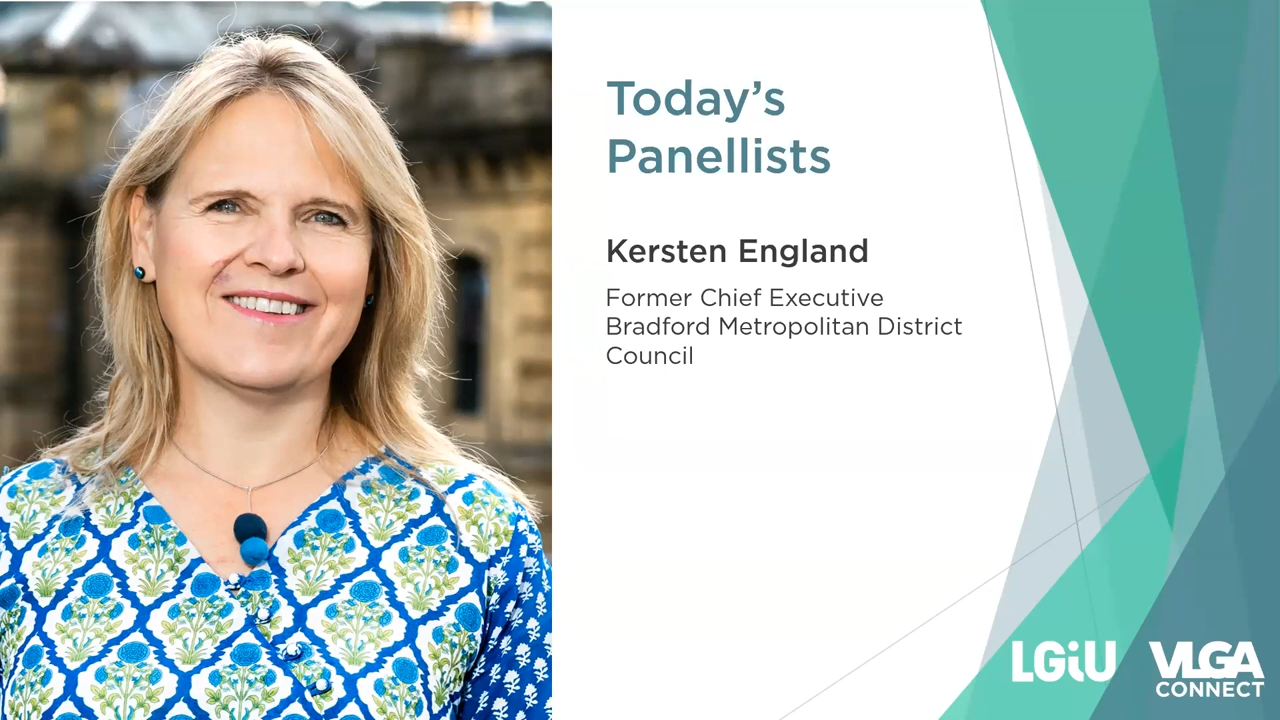 Today’s
Panellists
Kersten England
Former Chief Executive
Bradford Metropolitan District
Council
LGiU
VLGA
CONNECT